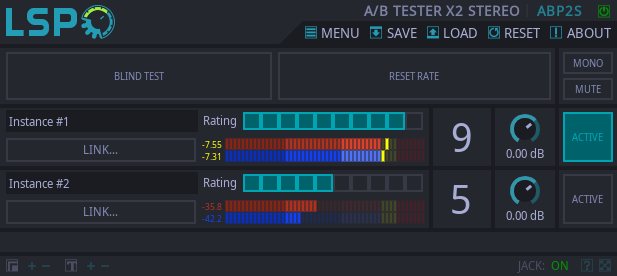 LSP
A/B TESTER X2 STEREO ABP2S
MENU SAVE LOAD RESET ABOUT
BLIND TEST RESET RATE MONO
MUTE
Instance #1 Rating
-7.55
-7.31
LINK...
9
0.00 dB
ACTIVE
Instance #2 Rating
-35.8
-42.2
LINK...
5
0.00 dB
ACTIVE
JACK: ON